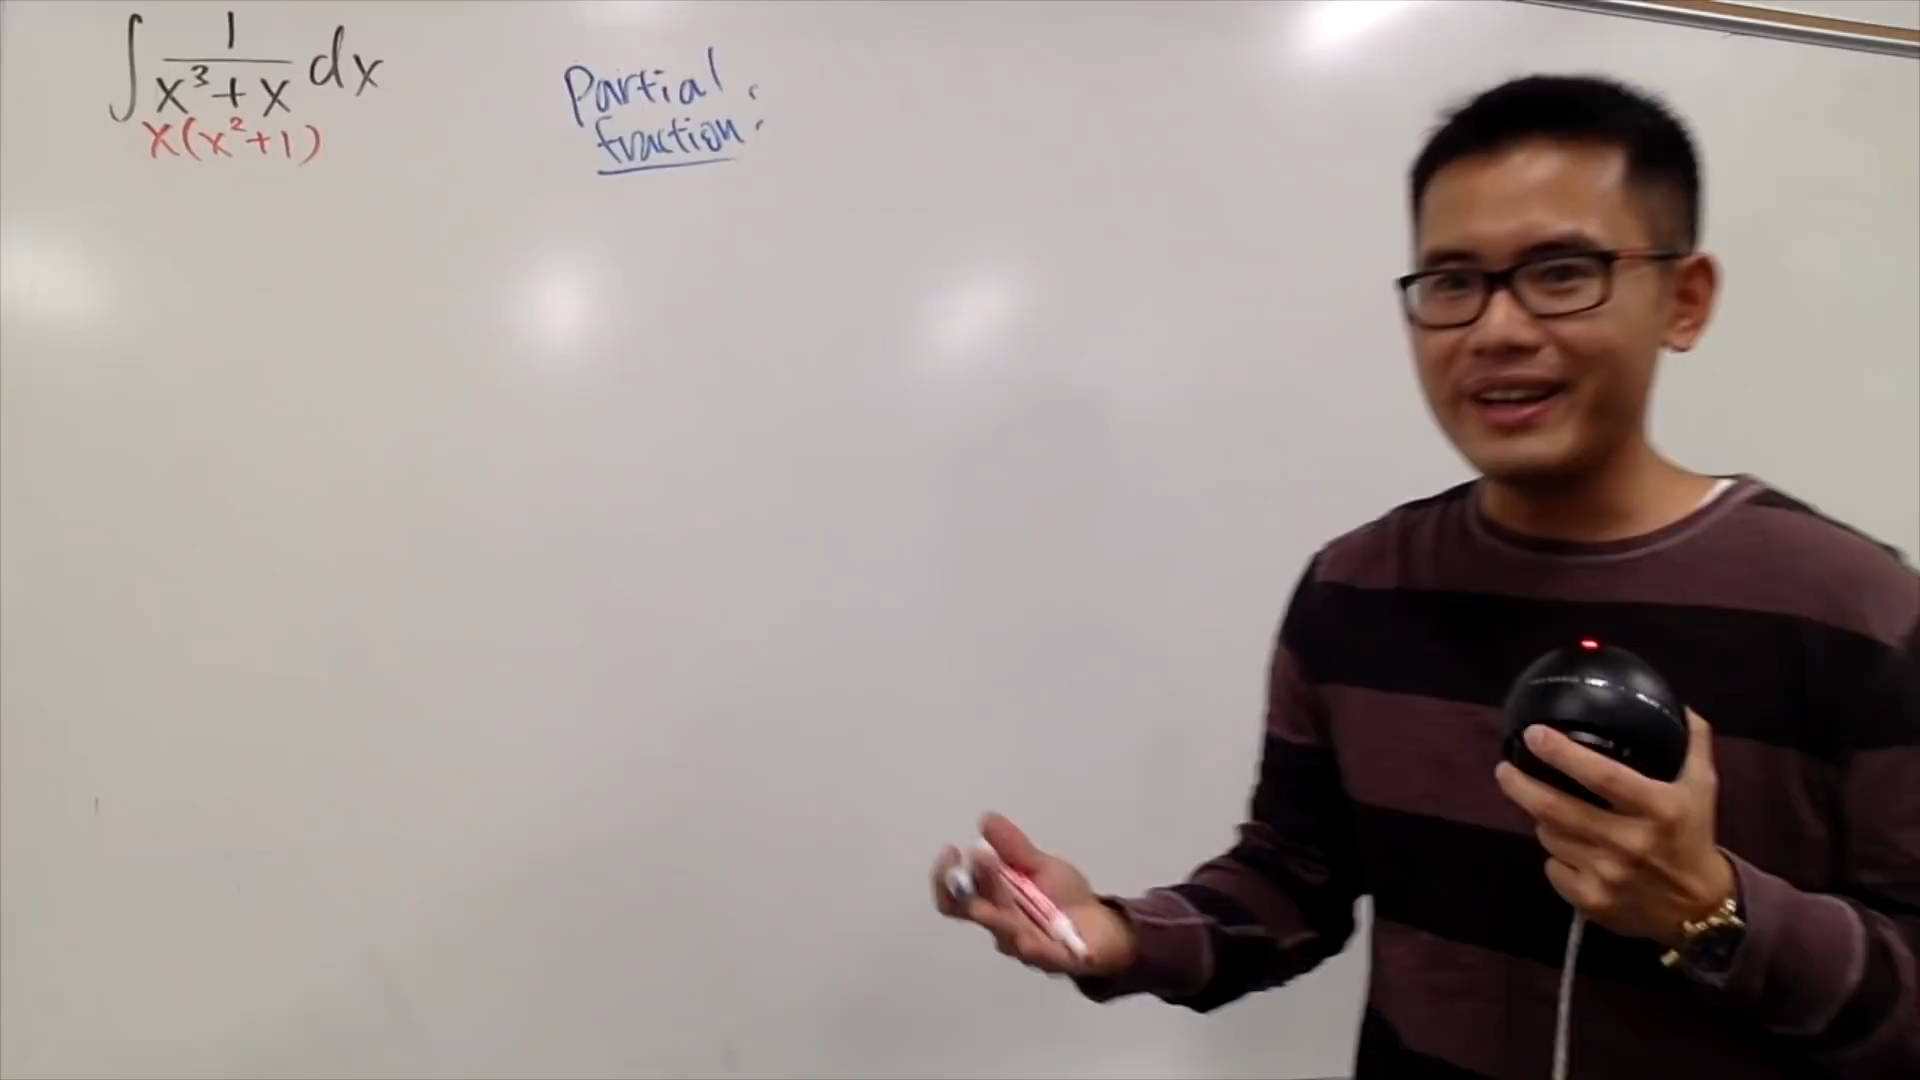 ∫ 1/(x³+x) dx
x(x²+1)
Partial
fraction